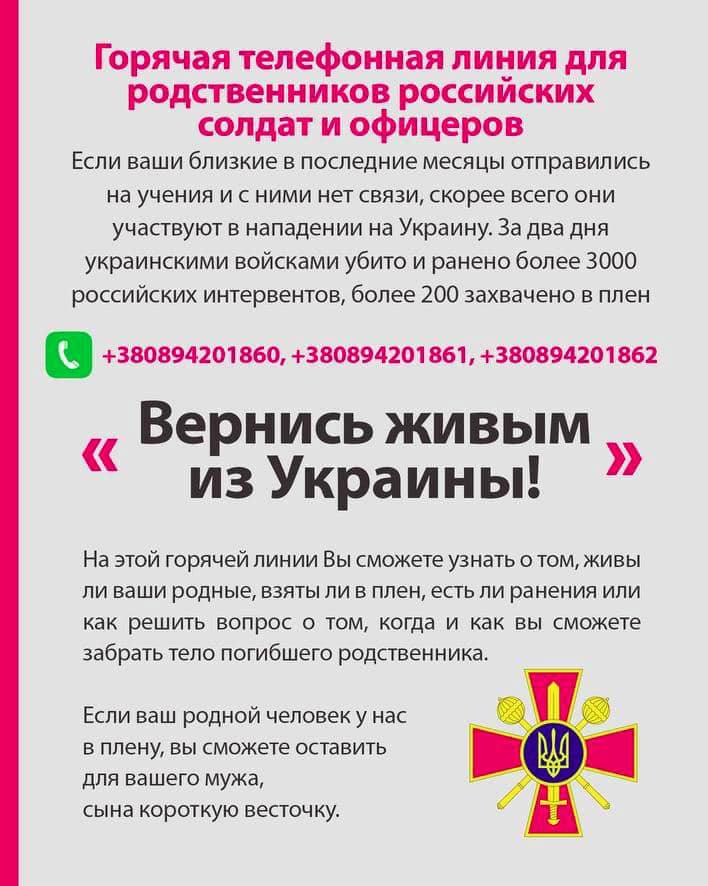 Горячая телефонная линия для
родственников российских
солдат и офицеров
Если ваши близкие в последние месяцы отправились
на учения и с ними нет связи, скорее всего они
участвуют в нападении на Украину. За два дня
украинскими войсками убито и ранено более 3000
российских интервентов, более 200 захвачено в плен
+380894201860, +380894201861, +380894201862
« Вернись живым
из Украины! »
На этой горячей линии Вы сможете узнать о том, живы
ли ваши родные, взяты ли в плен, есть ли ранения или
как решить вопрос о том, когда и как вы сможете
забрать тело погибшего родственника.
Если ваш родной человек у нас
в плену, вы сможете оставить
для вашего мужа,
сына короткую весточку.